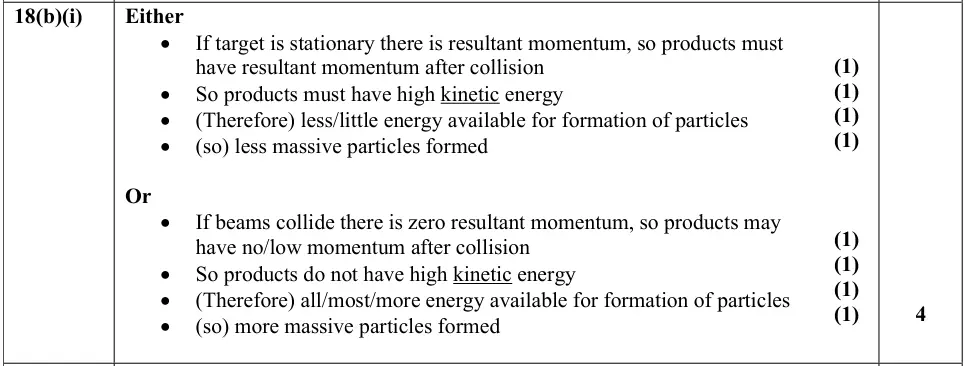 18(b)(i) Either
• If target is stationary there is resultant momentum, so products must
have resultant momentum after collision (1)
• So products must have high kinetic energy (1)
• (Therefore) less/little energy available for formation of particles (1)
• (so) less massive particles formed (1)
Or
• If beams collide there is zero resultant momentum, so products may
have no/low momentum after collision (1)
• So products do not have high kinetic energy (1)
• (Therefore) all/most/more energy available for formation of particles (1)
• (so) more massive particles formed (1) 4